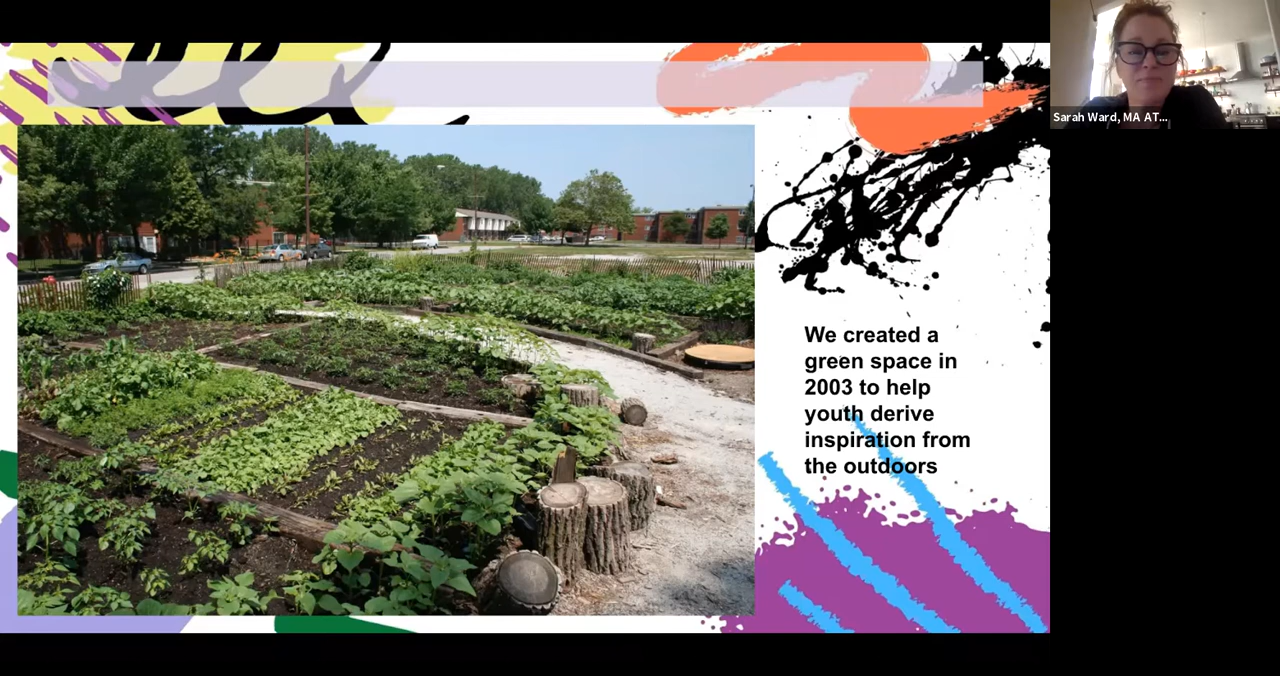 Sarah Ward, MA AT...
We created a
green space in
2003 to help
youth derive
inspiration from
the outdoors